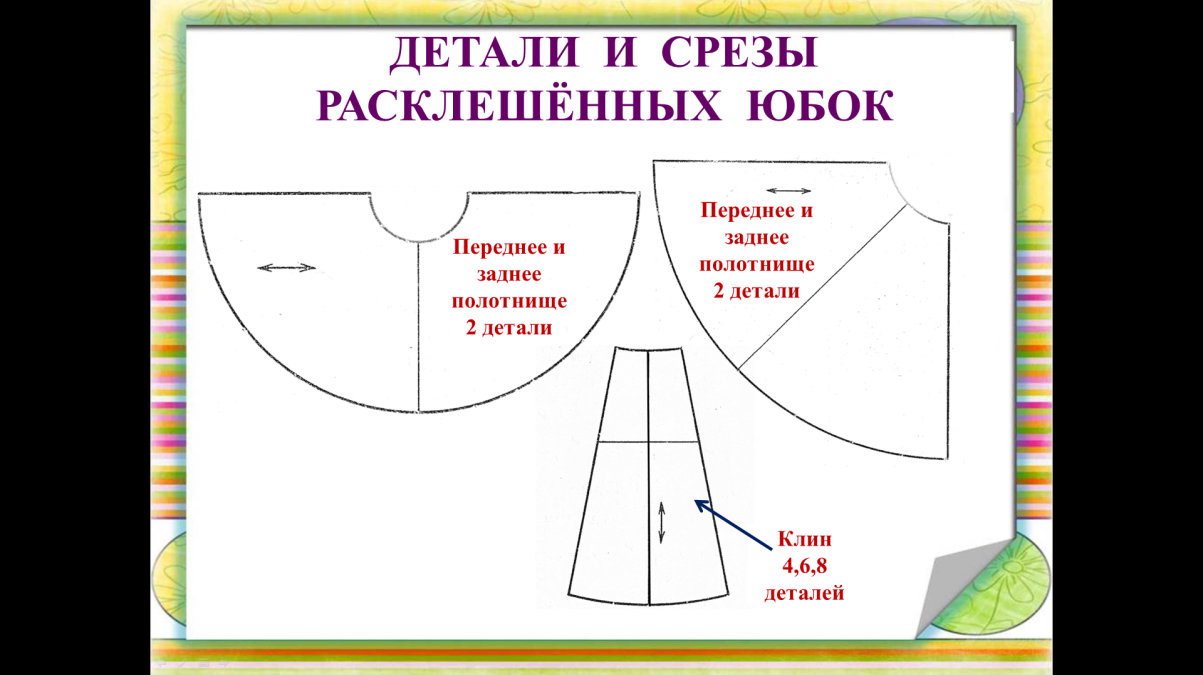 ДЕТАЛИ И СРЕЗЫ
РАСКЛЕШЁННЫХ ЮБОК
Переднее и
заднее
полотнище
2 детали
Переднее и
заднее
полотнище
2 детали
Клин
4,6,8
деталей